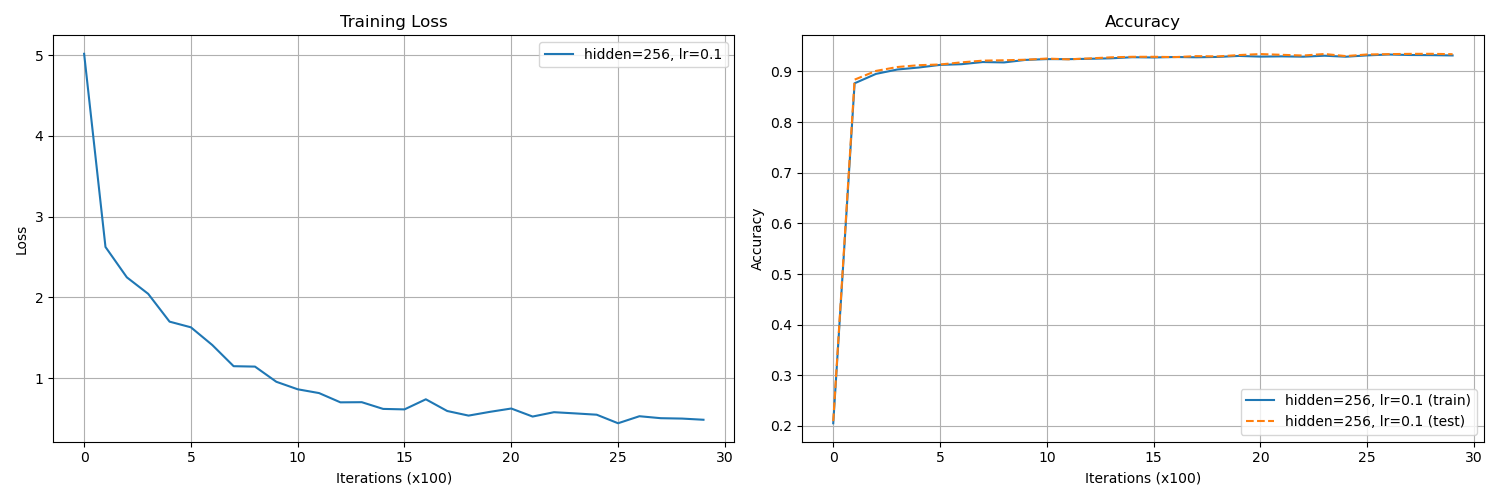 Training Loss
hidden=256, lr=0.1
5
4
3
2
1
Loss
0 5 10 15 20 25 30
Iterations (x100)
Accuracy
0.9
0.8
0.7
0.6
0.5
0.4
0.3
0.2
Accuracy
hidden=256, lr=0.1 (train)
hidden=256, lr=0.1 (test)
0 5 10 15 20 25 30
Iterations (x100)